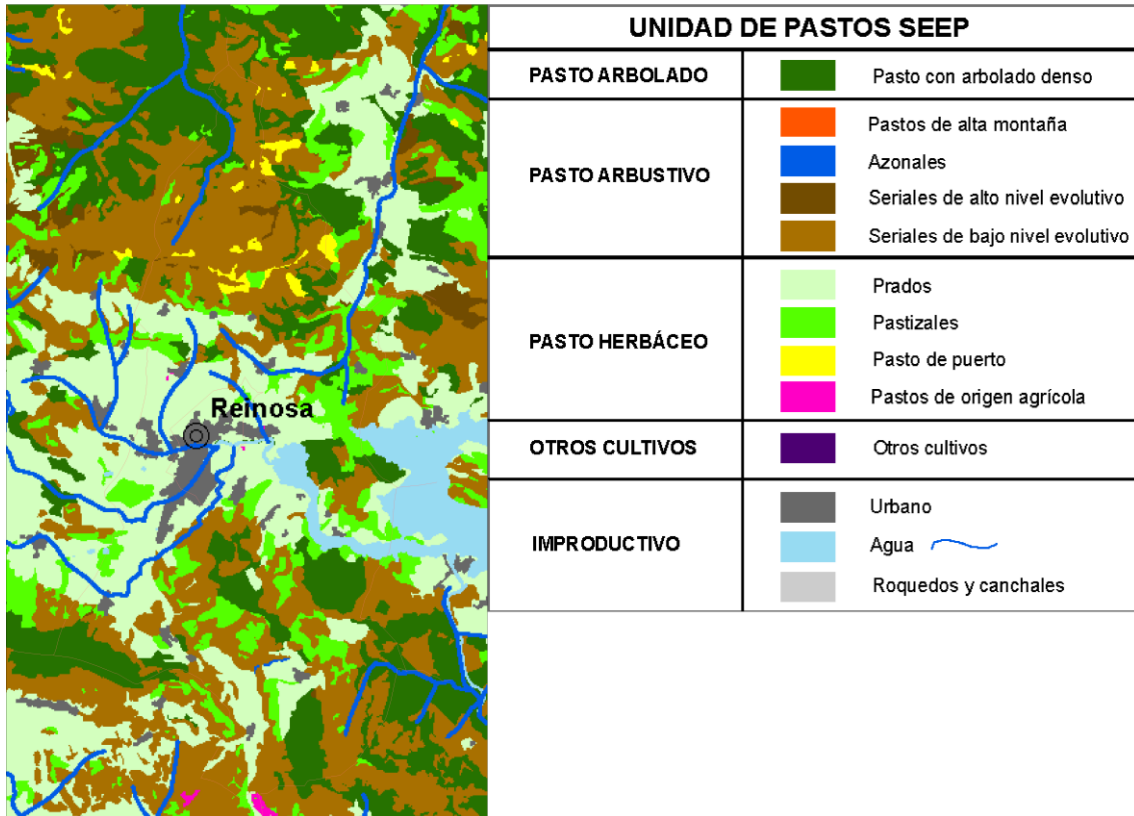 Reinosa
UNIDAD DE PASTOS SEEP
PASTO ARBOLADO
Pasto con arbolado denso
PASTO ARBUSTIVO
Pastos de alta montaña
Azonales
Seriales de alto nivel evolutivo
Seriales de bajo nivel evolutivo
PASTO HERBÁCEO
Prados
Pastizales
Pasto de puerto
Pastos de origen agrícola
OTROS CULTIVOS
Otros cultivos
IMPRODUCTIVO
Urbano
Agua
Roquedos y canchales